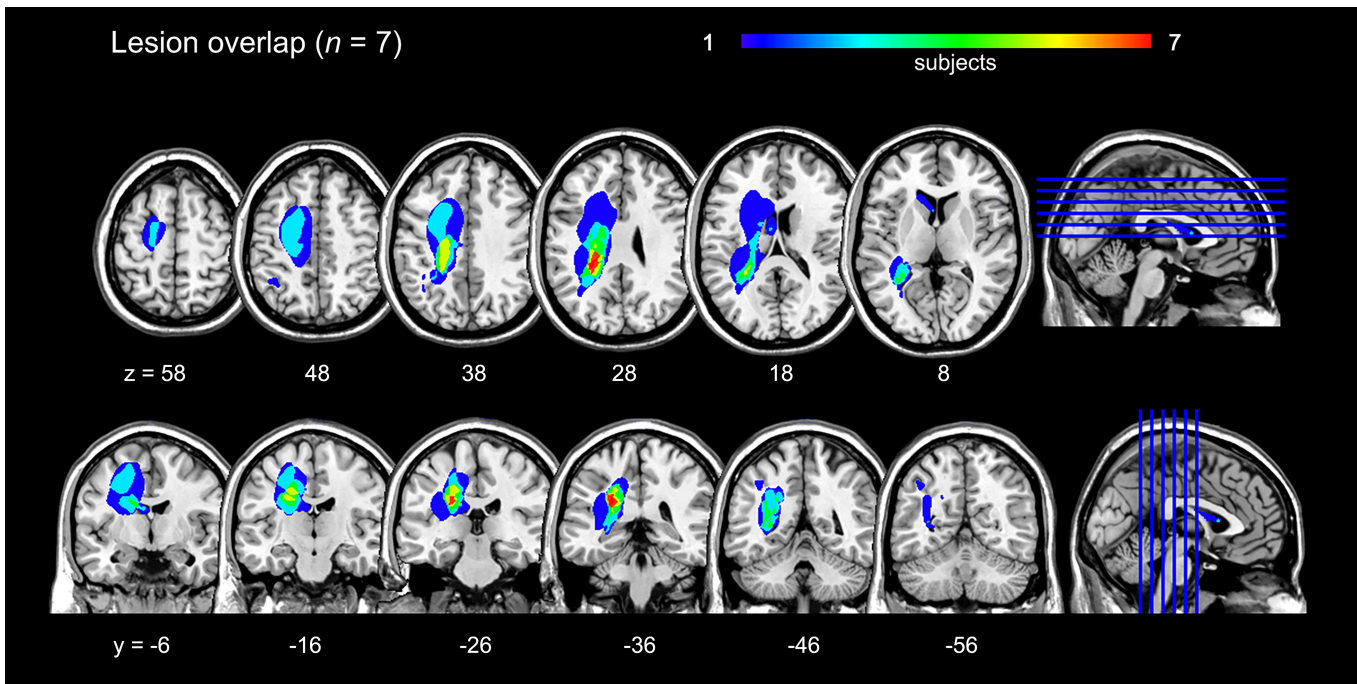 Lesion overlap (n = 7)
1
7
subjects
z = 58 48 38 28 18 8
y = -6 -16 -26 -36 -46 -56